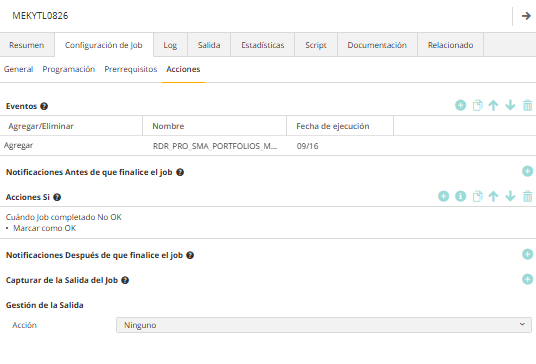 MEKYTL0826
Resumen Configuración de Job Log Salida Estadísticas Script Documentación Relacionado
General Programación Prerrequisitos Acciones
Eventos
Agregar/Eliminar Nombre Fecha de ejecución
Agregar RDR_PRO_SMA_PORTFOLIOS_M... 09/16
Notificaciones Antes de que finalice el job
Acciones Si
Cuándo Job completado No OK
• Marcar como OK
Notificaciones Después de que finalice el job
Capturar de la Salida del Job
Gestión de la Salida
Acción Ninguno